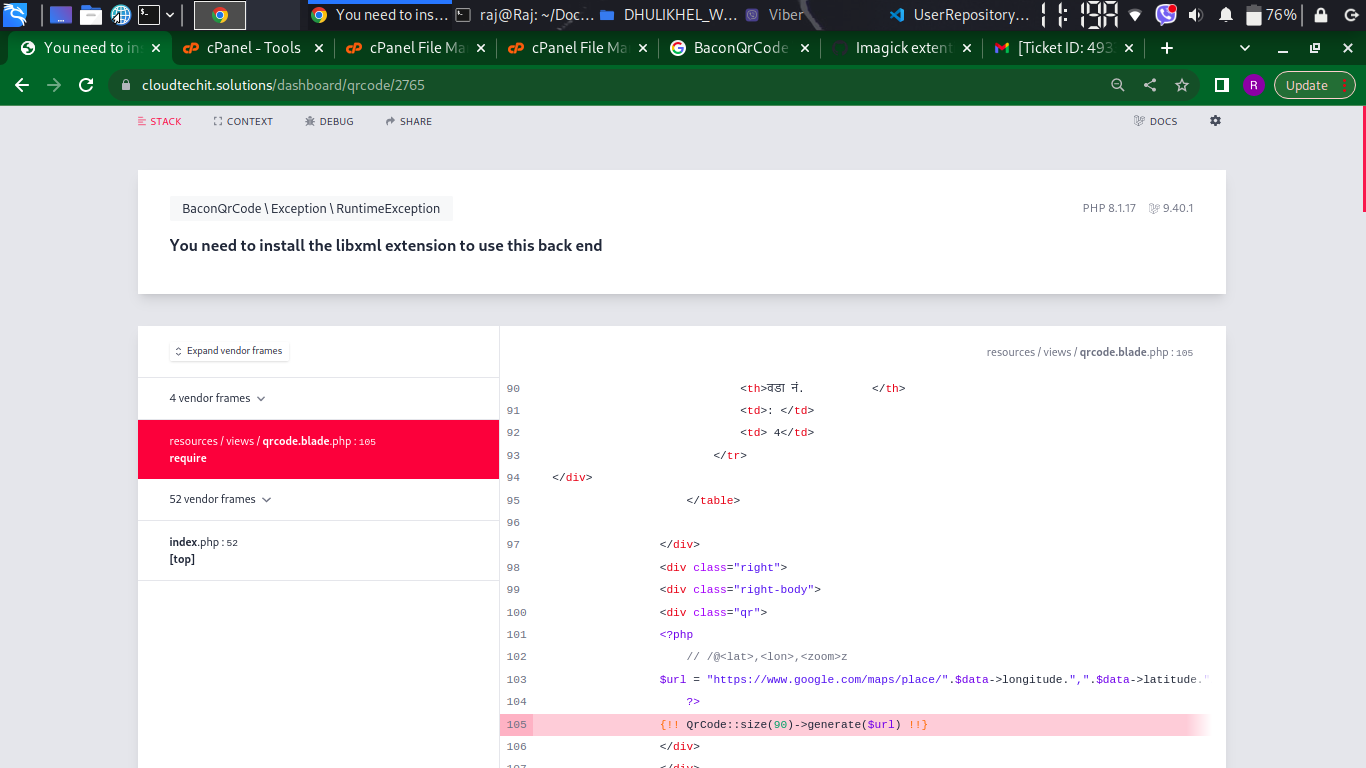 You need to ins...
raj@Raj: ~/Doc...
DHULIKHEL_W...
Viber
UserRepository...
76%
You need to in
cPanel - Tools
cPanel File Ma
cPanel File Ma
BaconQrCode
Imagick extent
[Ticket ID: 493
cloudtechit.solutions/dashboard/qrcode/2765
R
Update
STACK
CONTEXT
DEBUG
SHARE
DOCS
BaconQrCode \ Exception \ RuntimeException
PHP 8.1.17
9.40.1
You need to install the libxml extension to use this back end
Expand vendor frames
4 vendor frames
resources / views / qrcode.blade.php : 105
require
52 vendor frames
index.php : 52
[top]
resources / views / qrcode.blade.php : 105
90 <th>वडा नं. </th>
91 <td>: </td>
92 <td> 4</td>
93 </tr>
94 </div>
95 </table>
96
97 </div>
98 <div class="right">
99 <div class="right-body">
100 <div class="qr">
101 <?php
102 // /@<lat>,<lon>,<zoom>z
103 $url = "https://www.google.com/maps/place/".$data->longitude.",".$data->latitude."
104 ?>
105 {!! QrCode::size(90)->generate($url) !!}
106 </div>